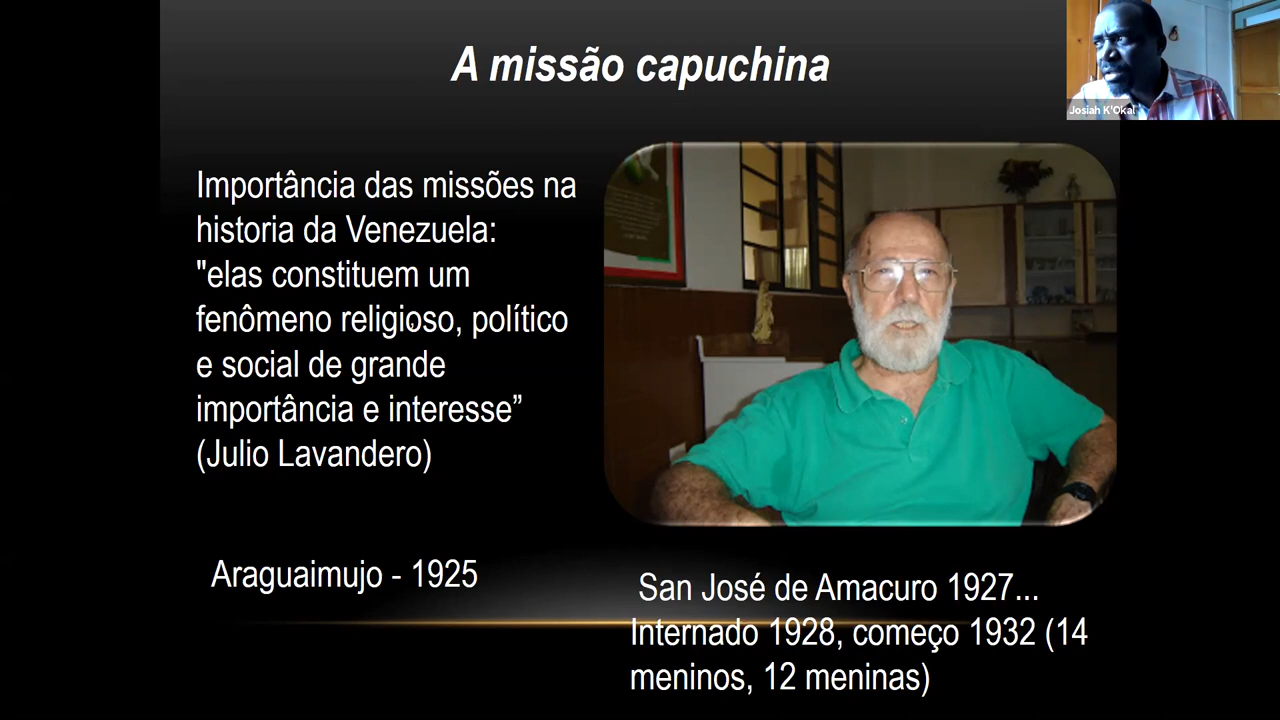 A missão capuchina
Josiah K'Okal
Importância das missões na
historia da Venezuela:
"elas constituem um
fenômeno religioso, político
e social de grande
importância e interesse”
(Julio Lavandero)
Araguaimujo - 1925
San José de Amacuro 1927...
Internado 1928, começo 1932 (14
meninos, 12 meninas)